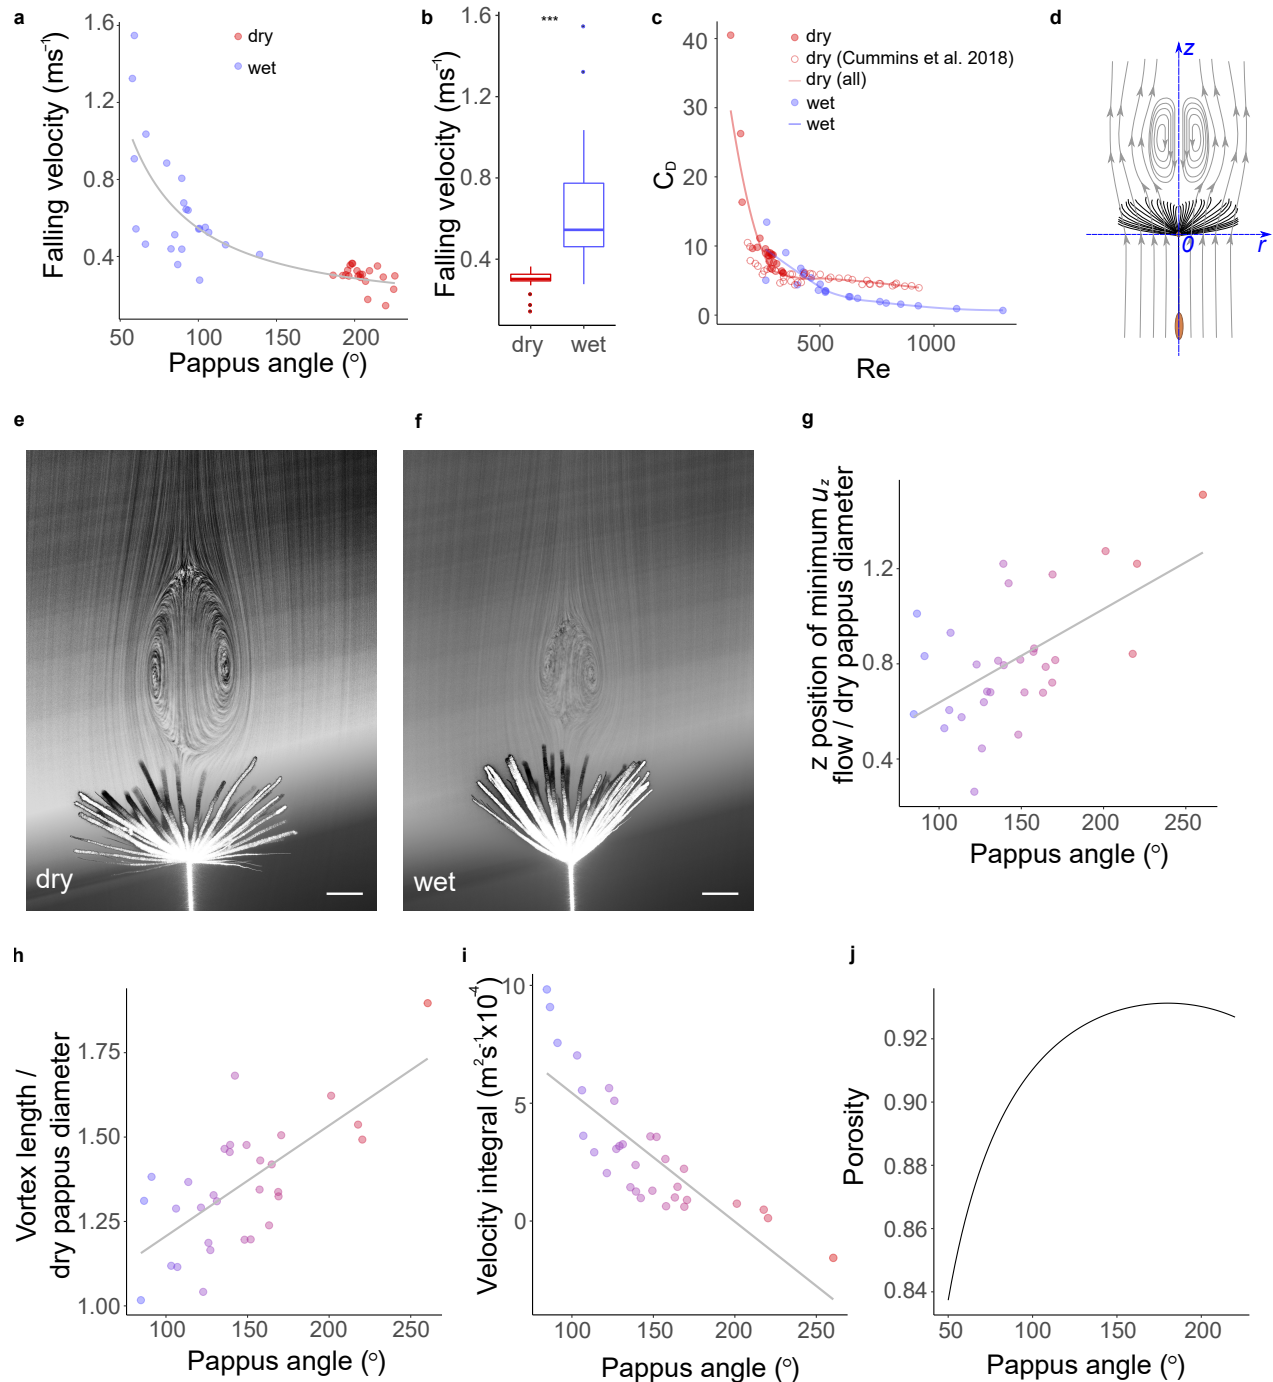 a
Falling velocity (ms⁻¹)
1.6
1.2
0.8
0.4
50
100
150
200
Pappus angle (°)
dry
wet
b
***
Falling velocity (ms⁻¹)
1.6
1.2
0.8
0.4
dry wet
c
C_D
40
30
20
10
0
500
1000
Re
dry
dry (Cummins et al. 2018)
dry (all)
wet
wet
d
z
0
r
e
dry
f
wet
g
z position of minimum u_z
flow / dry pappus diameter
1.2
0.8
0.4
100
150
200
250
Pappus angle (°)
h
Vortex length /
dry pappus diameter
1.75
1.50
1.25
1.00
100
150
200
250
Pappus angle (°)
i
Velocity integral (m²s⁻¹x10⁻⁴)
10
5
0
100
150
200
250
Pappus angle (°)
j
Porosity
0.92
0.90
0.88
0.86
0.84
50
100
150
200
Pappus angle (°)